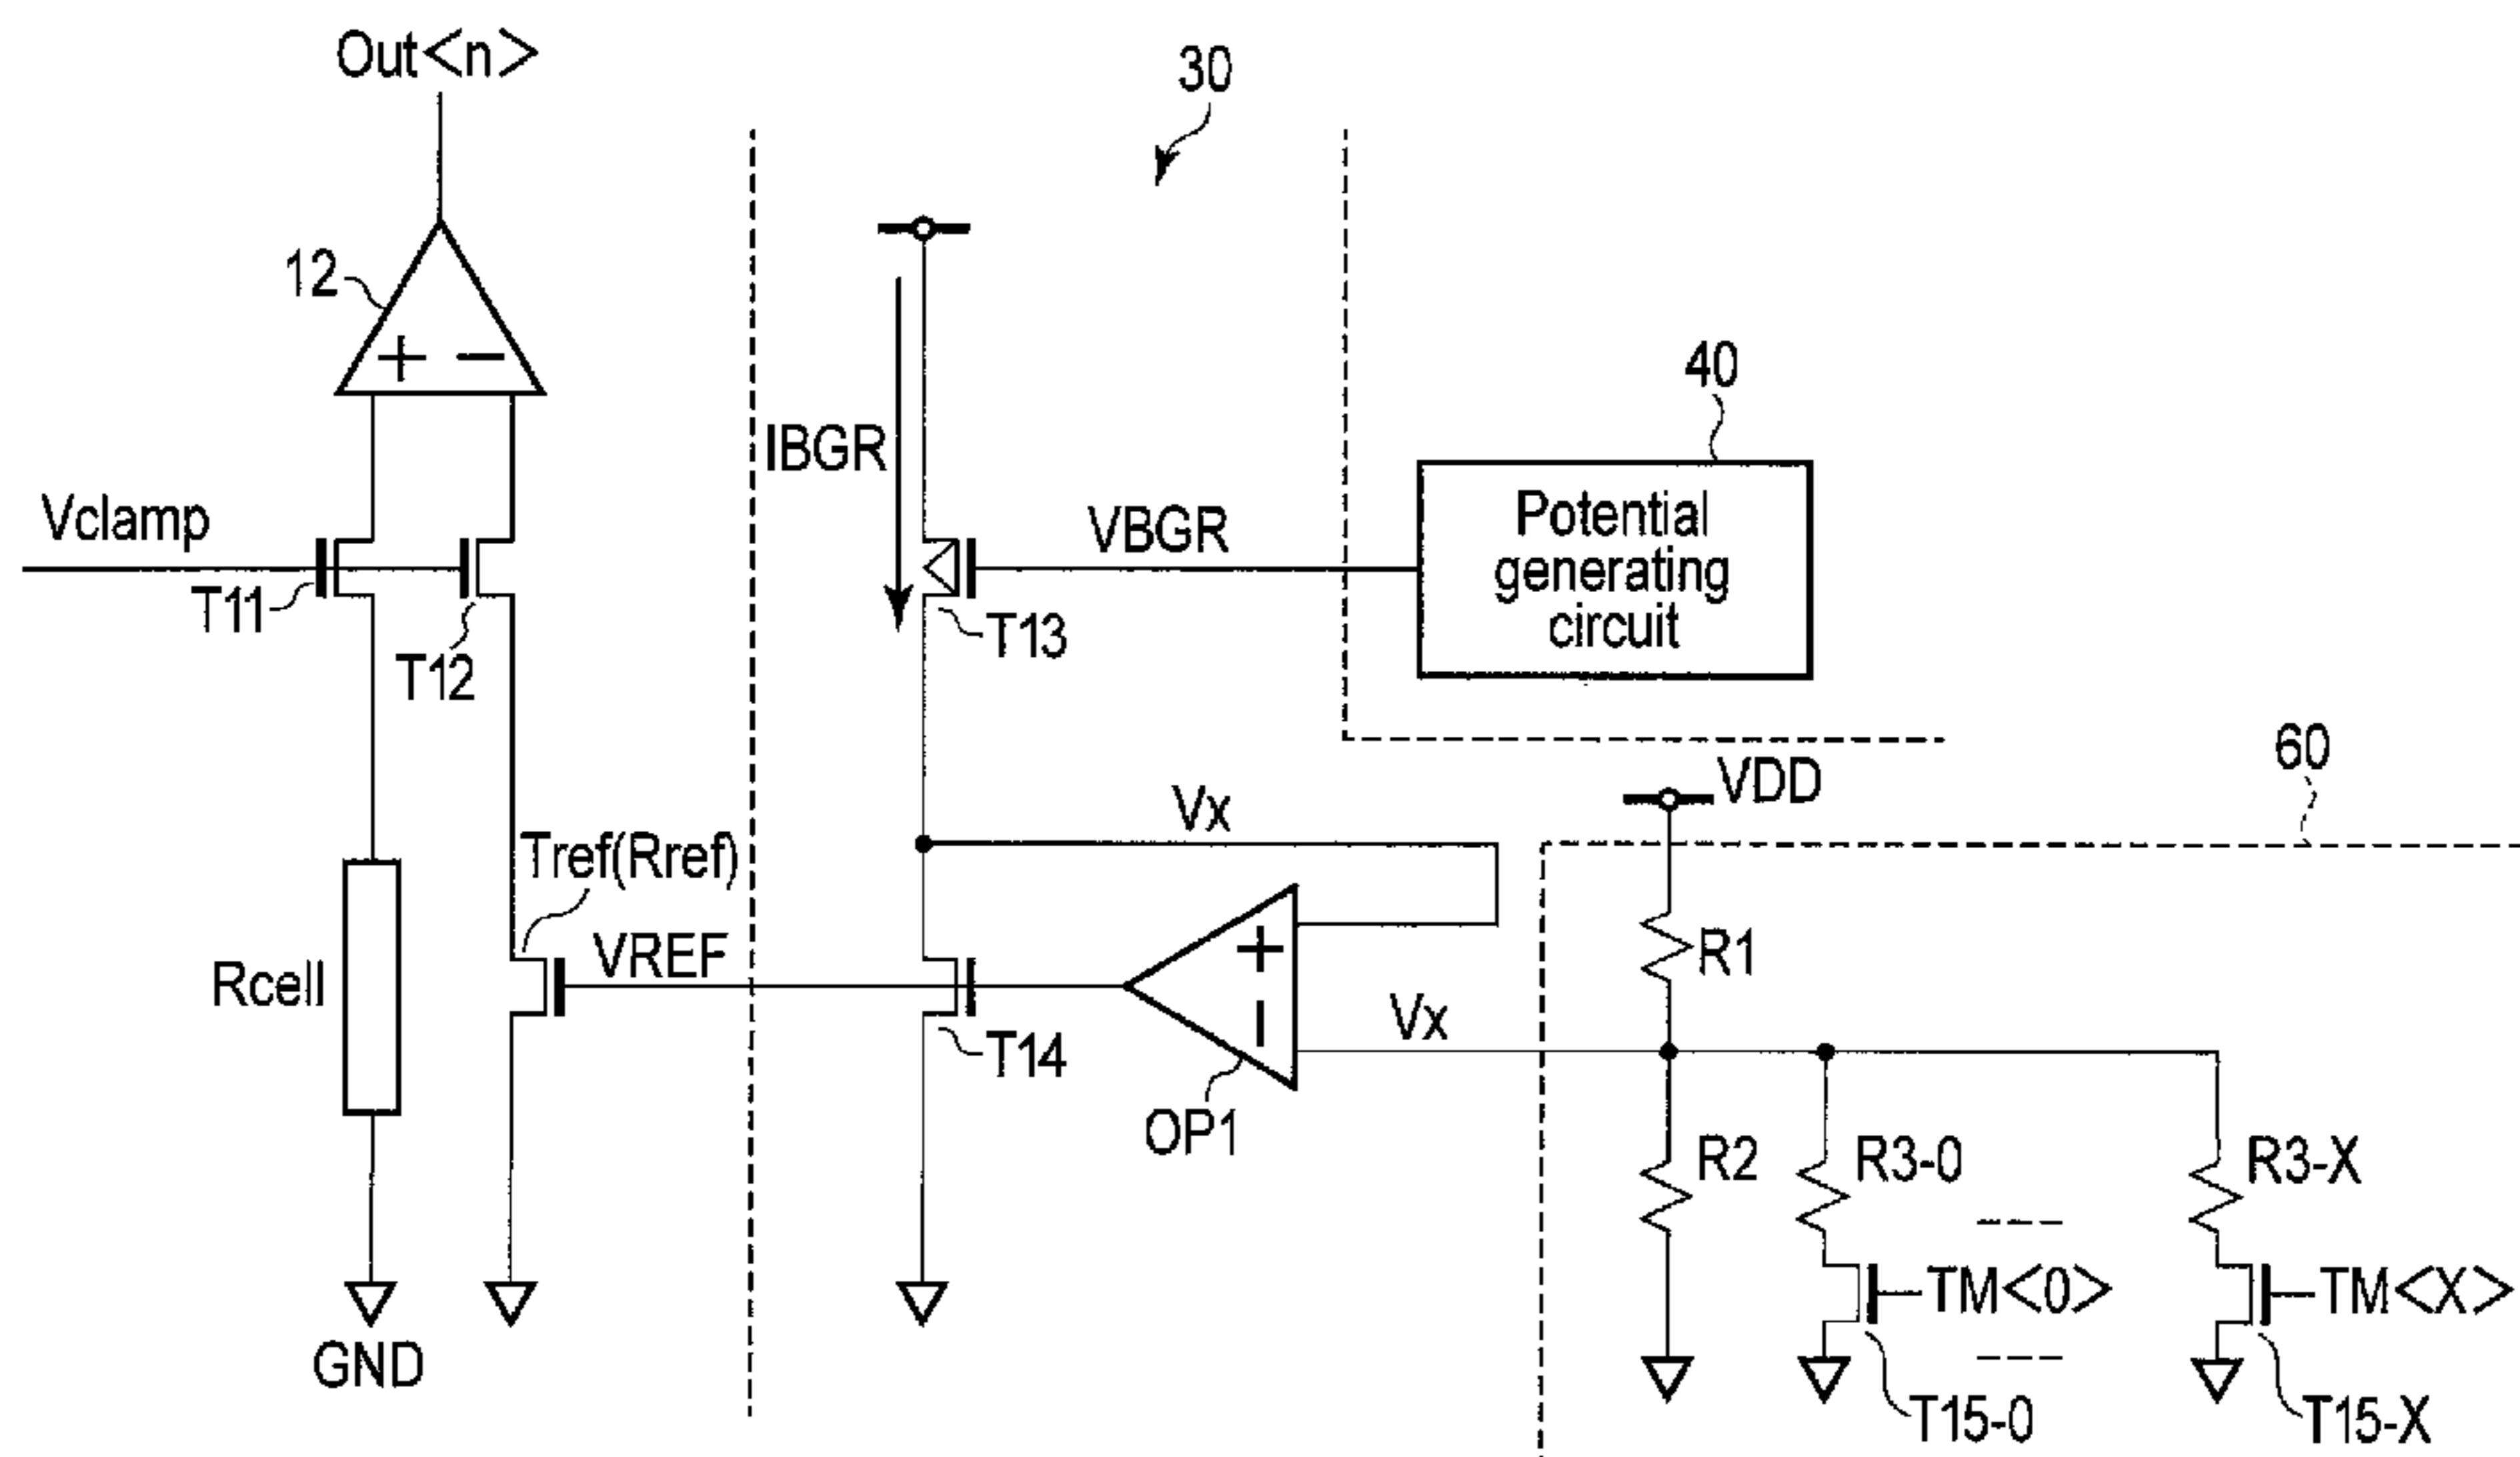 Out<n>
30
12
+ −
IBGR
40
Potential
generating
circuit
Vclamp
VBGR
T11
T12
T13
60
VDD
Vx
Tref(Rref)
VREF
+
−
R1
Rcell
Vx
T14
OP1
R2
R3-0
R3-X
TM<0>
TM<X>
GND
T15-0
T15-X